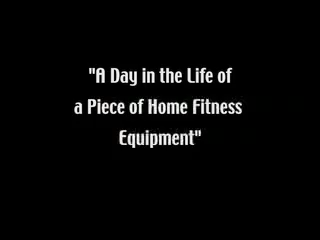 "A Day in the Life of
a Piece of Home Fitness
Equipment"